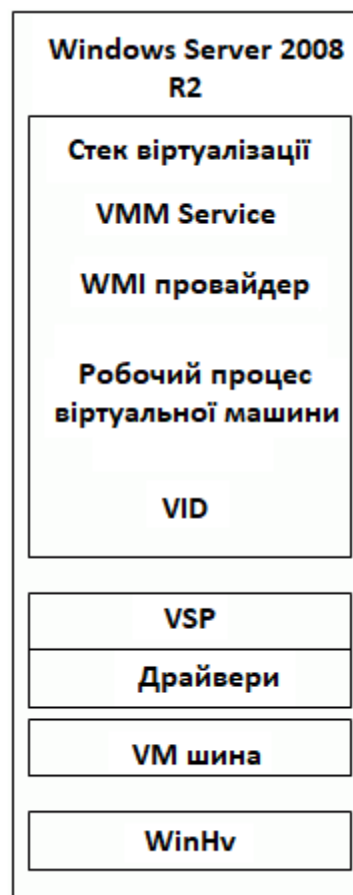 Windows Server 2008
R2
Стек віртуалізації
VMM Service
WMI провайдер
Робочий процес
віртуальної машини
VID
VSP
Драйвери
VM шина
WinHv